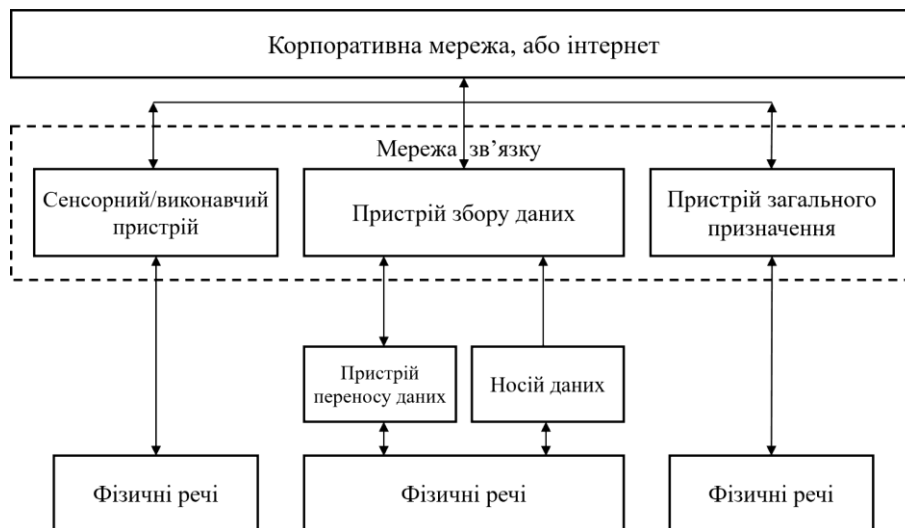 Корпоративна мережа, або інтернет
Мережа зв’язку
Сенсорний/виконавчий
пристрій
Пристрій збору даних
Пристрій загального
призначення
Пристрій
переносу даних
Носій даних
Фізичні речі
Фізичні речі
Фізичні речі